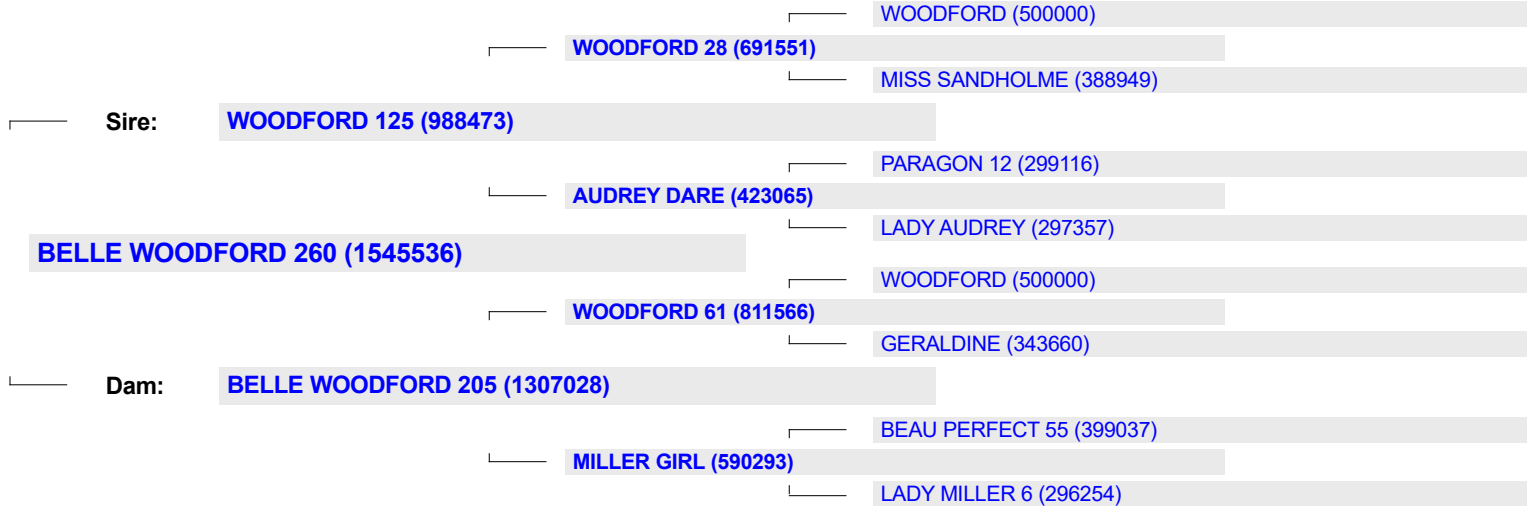 WOODFORD (500000)
WOODFORD 28 (691551)
MISS SANDHOLME (388949)
Sire: WOODFORD 125 (988473)
PARAGON 12 (299116)
AUDREY DARE (423065)
LADY AUDREY (297357)
BELLE WOODFORD 260 (1545536)
WOODFORD (500000)
WOODFORD 61 (811566)
GERALDINE (343660)
Dam: BELLE WOODFORD 205 (1307028)
BEAU PERFECT 55 (399037)
MILLER GIRL (590293)
LADY MILLER 6 (296254)